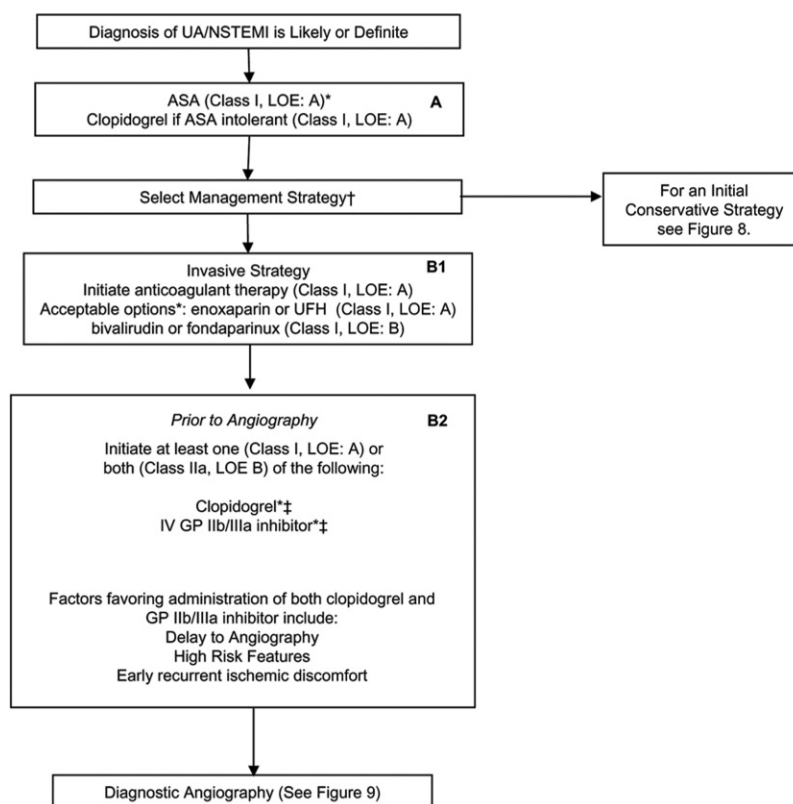 Diagnosis of UA/NSTEMI is Likely or Definite
ASA (Class I, LOE: A)* A
Clopidogrel if ASA intolerant (Class I, LOE: A)
Select Management Strategy†
For an Initial
Conservative Strategy
see Figure 8.
Invasive Strategy B1
Initiate anticoagulant therapy (Class I, LOE: A)
Acceptable options*: enoxaparin or UFH (Class I, LOE: A)
bivalirudin or fondaparinux (Class I, LOE: B)
Prior to Angiography B2
Initiate at least one (Class I, LOE: A) or
both (Class IIa, LOE B) of the following:
Clopidogrel*‡
IV GP IIb/IIIa inhibitor*‡
Factors favoring administration of both clopidogrel and
GP IIb/IIIa inhibitor include:
Delay to Angiography
High Risk Features
Early recurrent ischemic discomfort
Diagnostic Angiography (See Figure 9)